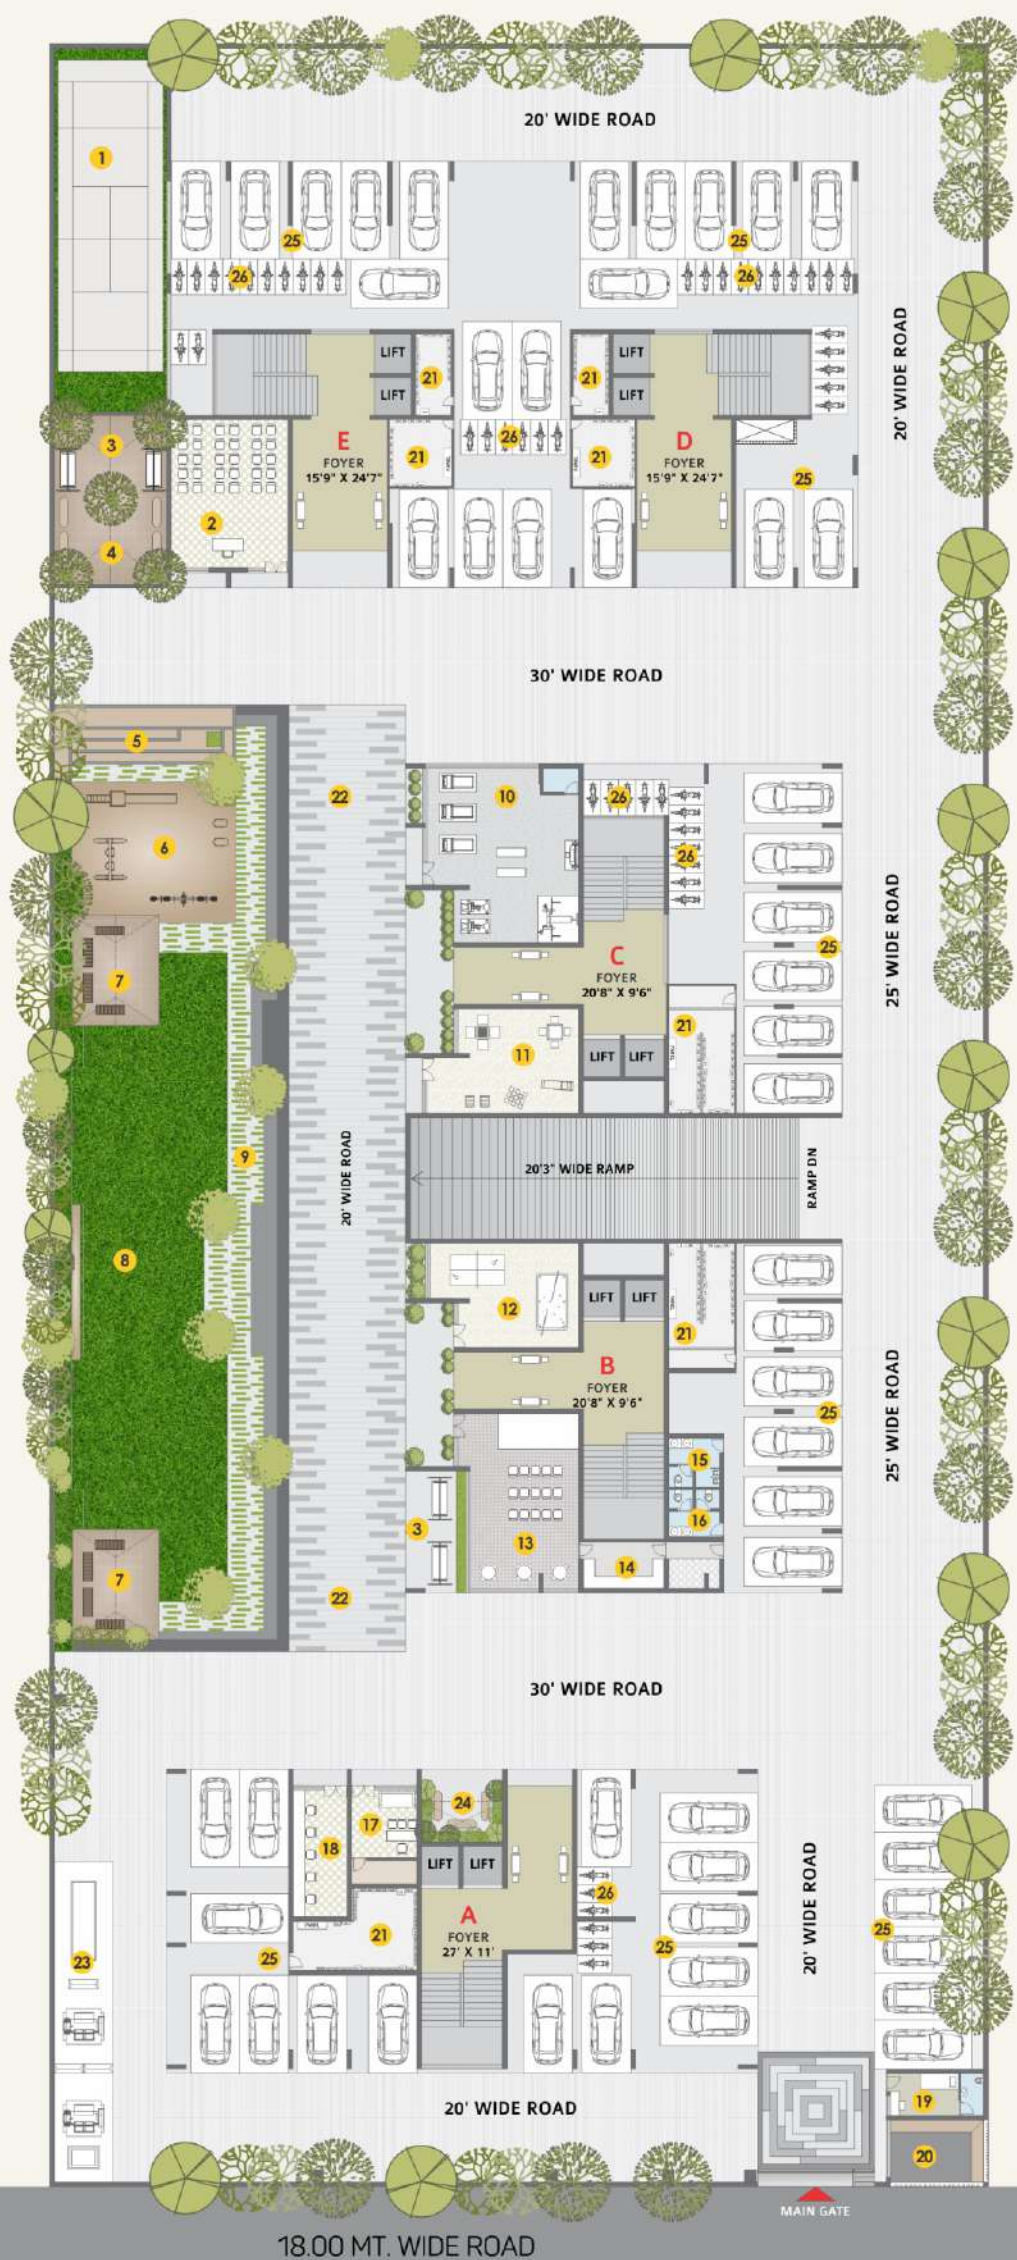 20' WIDE ROAD
1
25
25
26
26
20' WIDE ROAD
LIFT
LIFT
21
21
LIFT
LIFT
3
E
FOYER
15'9" X 24'7"
21
26
21
D
FOYER
15'9" X 24'7"
25
2
4
30' WIDE ROAD
5
22
10
26
6
26
25' WIDE ROAD
7
C
FOYER
20'8" X 9'6"
25
11
LIFT
LIFT
21
9
20' WIDE ROAD
20'3" WIDE RAMP
RAMP DN
8
12
LIFT
LIFT
21
B
FOYER
20'8" X 9'6"
25' WIDE ROAD
25
15
3
13
16
7
22
14
30' WIDE ROAD
24
18
17
LIFT
LIFT
26
20' WIDE ROAD
A
FOYER
27' X 11'
21
25
25
25
23
20' WIDE ROAD
19
20
MAIN GATE
18.00 MT. WIDE ROAD